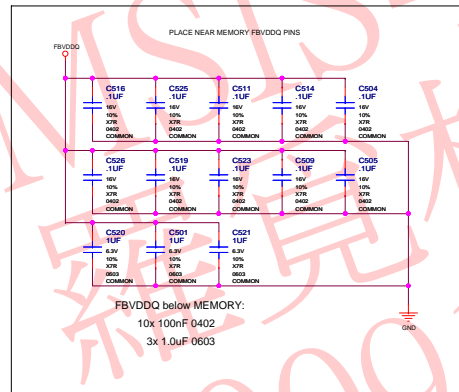 PLACE NEAR MEMORY FBVDDQ PINS
FBVDDQ
C516 C525 C511 C514 C504
.1UF .1UF .1UF .1UF .1UF
16V 16V 16V 16V 16V
10% 10% 10% 10% 10%
X7R X7R X7R X7R X7R
0402 0402 0402 0402 0402
COMMON COMMON COMMON COMMON COMMON
C526 C519 C523 C509 C505
.1UF .1UF .1UF .1UF .1UF
16V 16V 16V 16V 16V
10% 10% 10% 10% 10%
X7R X7R X7R X7R X7R
0402 0402 0402 0402 0402
COMMON COMMON COMMON COMMON COMMON
C520 C501 C521
1UF 1UF 1UF
6.3V 6.3V 6.3V
10% 10% 10%
X7R X7R X7R
0603 0603 0603
COMMON COMMON COMMON
FBVDDQ below MEMORY:
10x 100nF 0402
3x 1.0uF 0603
GND